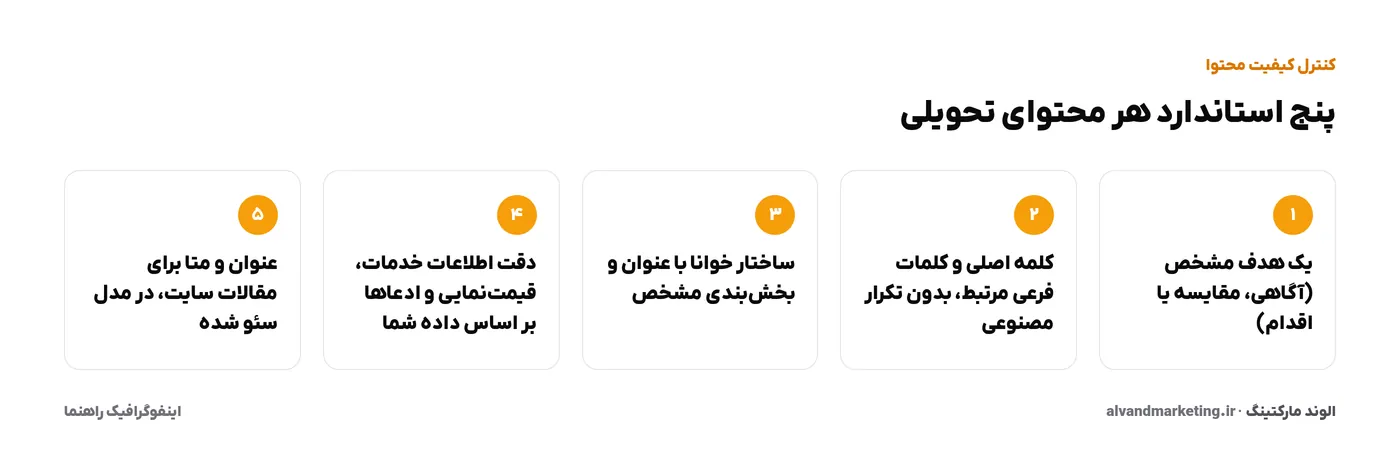 کنترل کیفیت محتوا
پنج استاندارد هر محتوای تحویلی
۱
یک هدف مشخص
(آگاهی، مقایسه یا
اقدام)
۲
کلمه اصلی و کلمات
فرعی مرتبط، بدون تکرار
مصنوعی
۳
ساختار خوانا با عنوان و
بخش‌بندی مشخص
۴
دقت اطلاعات خدمات،
قیمت‌نمایی و ادعاها
بر اساس داده شما
۵
عنوان و متا برای
مقالات سایت، در مدل
سئو شده
الوند مارکتینگ · alvandmarketing.ir
اینفوگرافیک راهنما